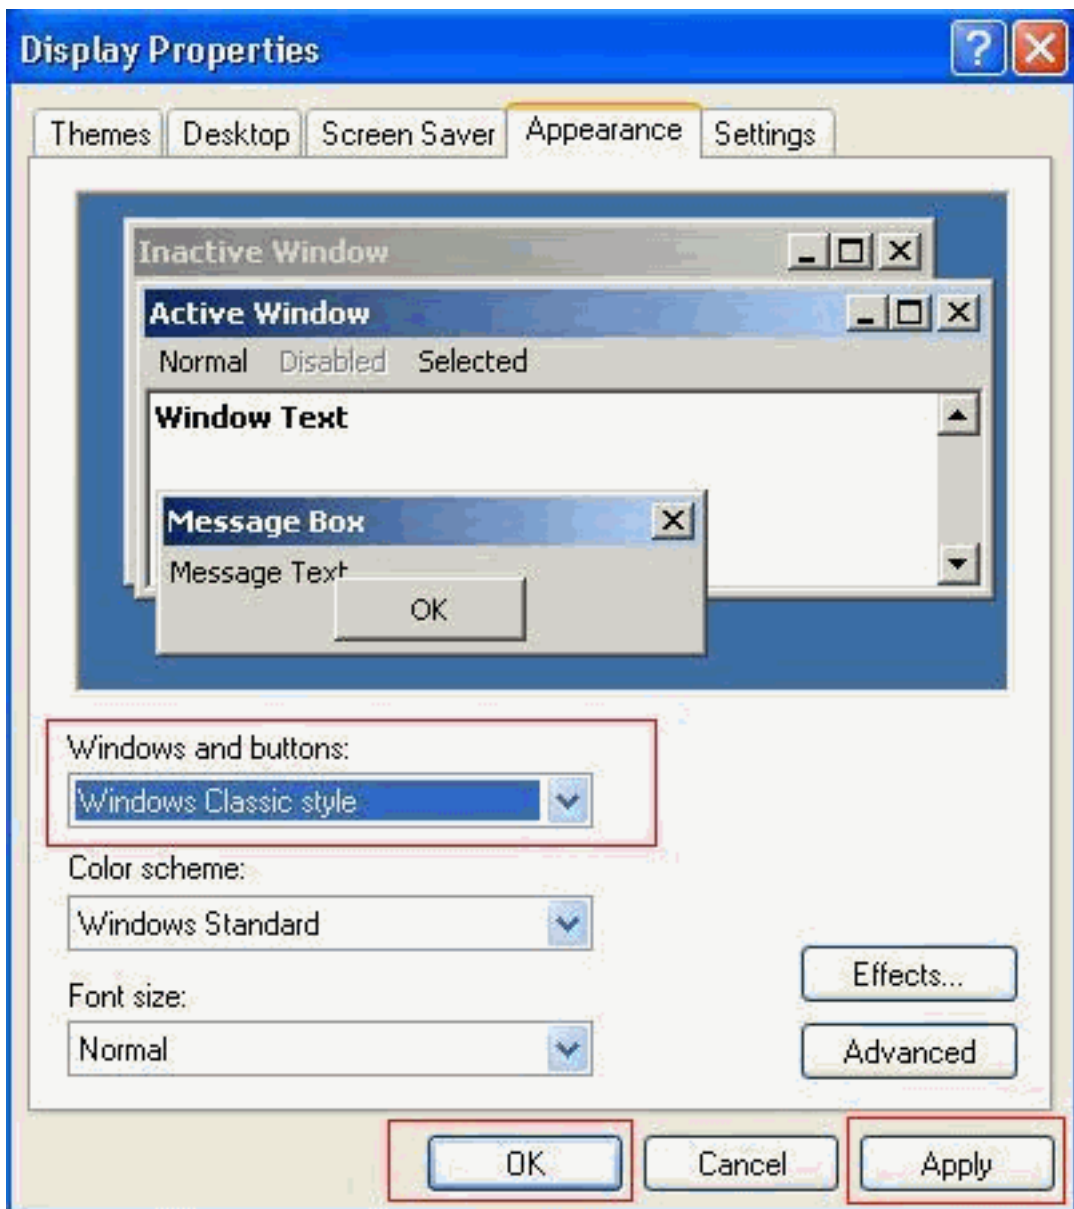 Display Properties
Themes Desktop Screen Saver Appearance Settings
Inactive Window
Active Window
Normal Disabled Selected
Window Text
Message Box
Message Text
OK
Windows and buttons:
Windows Classic style
Color scheme:
Windows Standard
Effects...
Font size:
Normal
Advanced
OK Cancel Apply